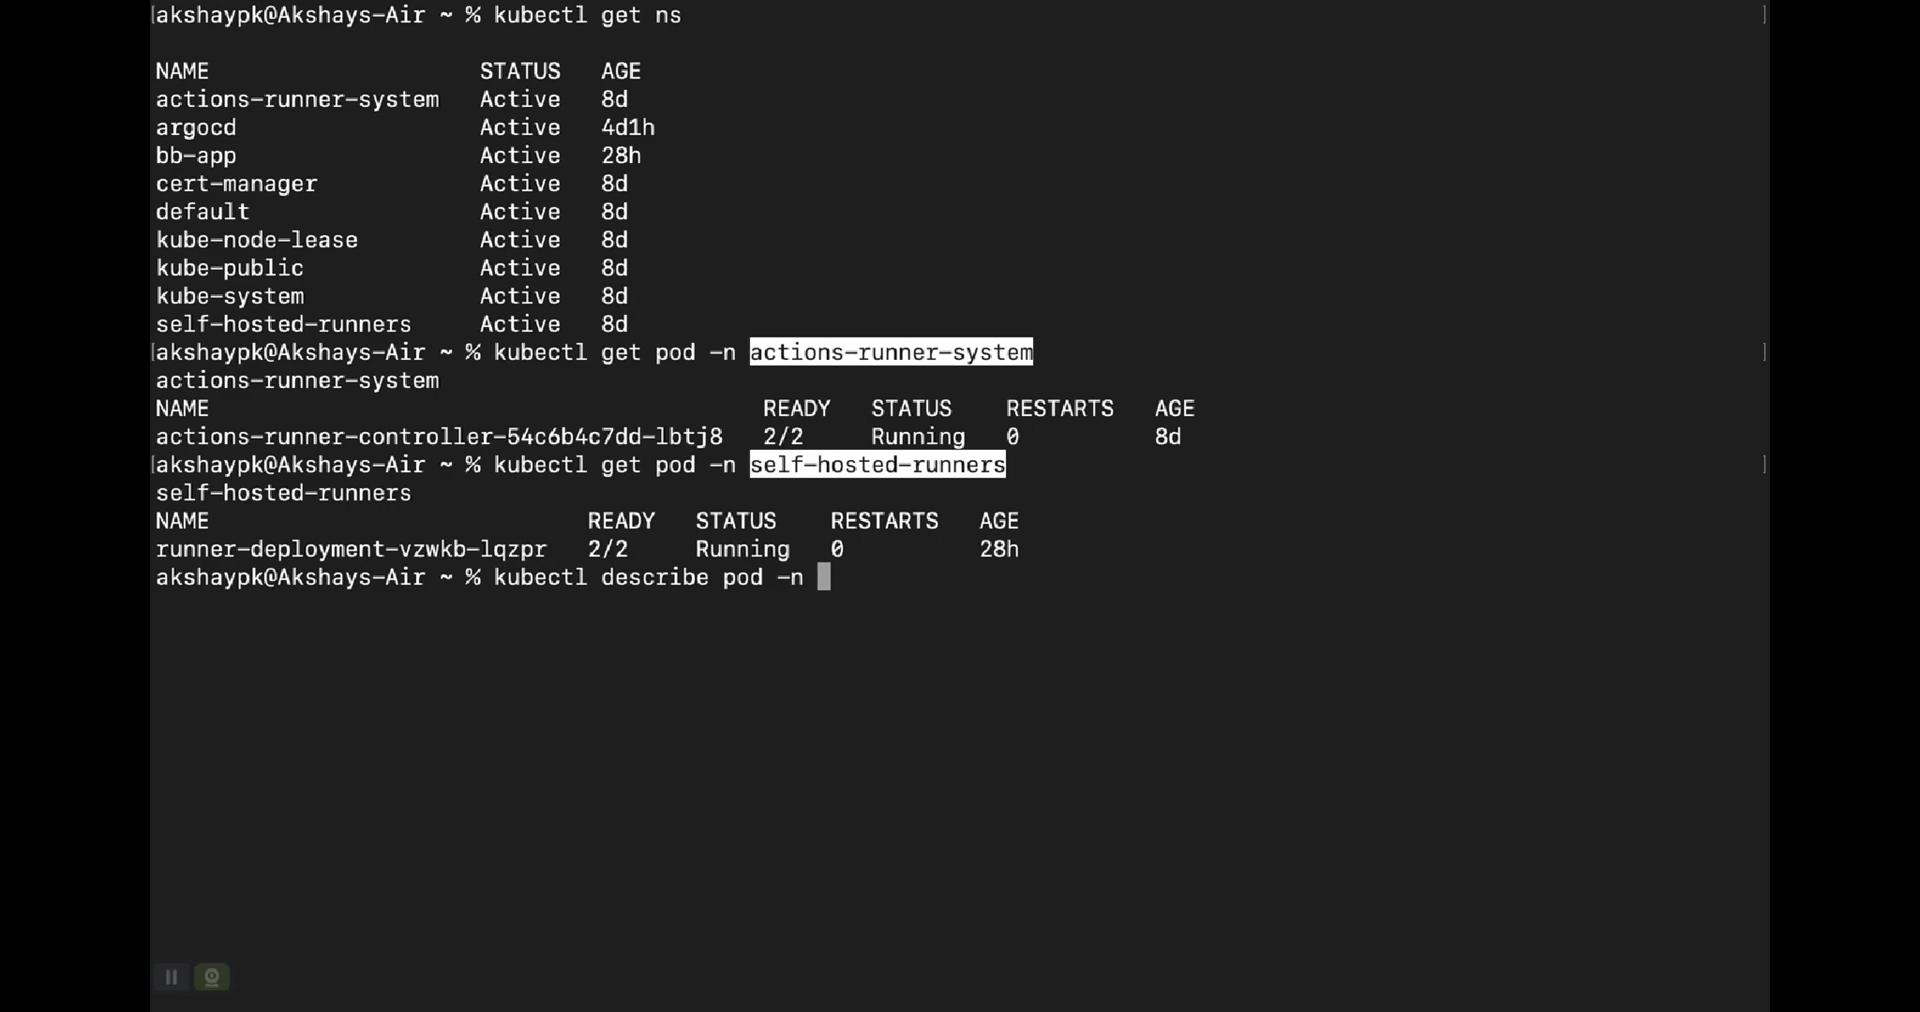 [akshaypk@Akshays-Air ~ % kubectl get ns ]
NAME STATUS AGE
actions-runner-system Active 8d
argocd Active 4d1h
bb-app Active 28h
cert-manager Active 8d
default Active 8d
kube-node-lease Active 8d
kube-public Active 8d
kube-system Active 8d
self-hosted-runners Active 8d
[akshaypk@Akshays-Air ~ % kubectl get pod -n actions-runner-system ]
actions-runner-system
NAME READY STATUS RESTARTS AGE
actions-runner-controller-54c6b4c7dd-lbtj8 2/2 Running 0 8d
[akshaypk@Akshays-Air ~ % kubectl get pod -n self-hosted-runners ]
self-hosted-runners
NAME READY STATUS RESTARTS AGE
runner-deployment-vzwkb-lqzpr 2/2 Running 0 28h
akshaypk@Akshays-Air ~ % kubectl describe pod -n